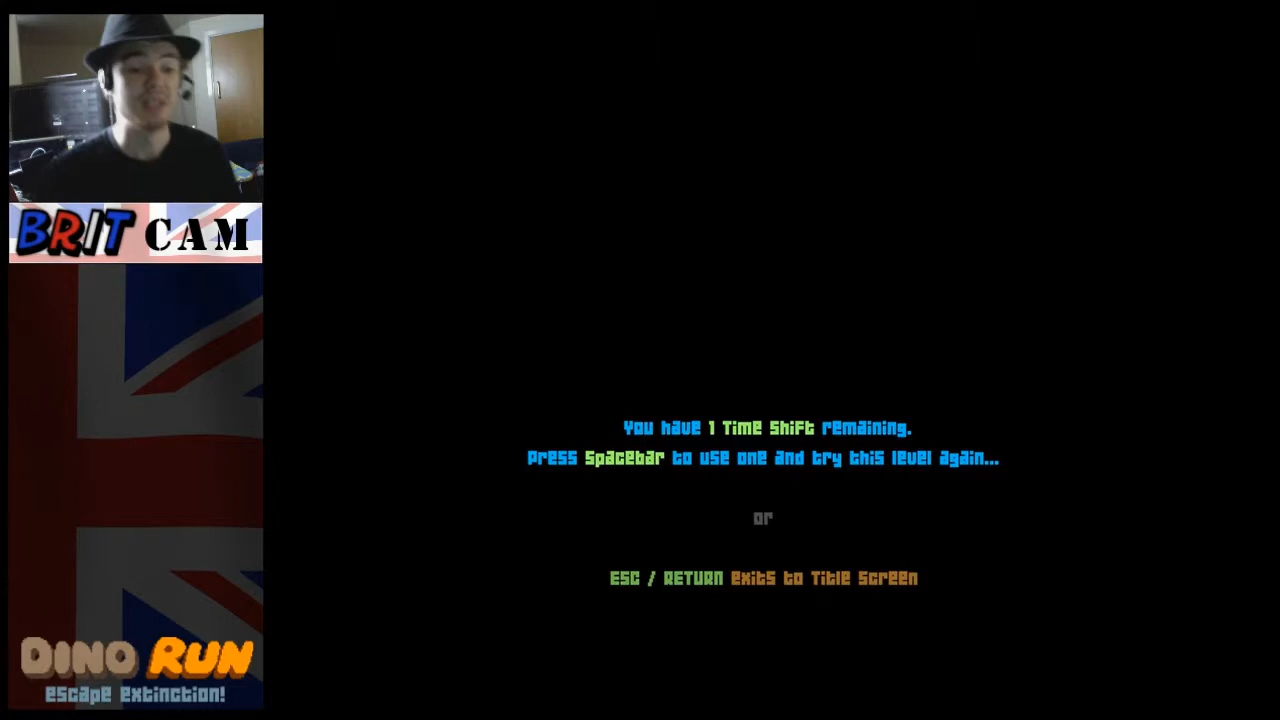 BRIT CAM
You have 1 Time Shift remaining.
Press Spacebar to use one and try this level again...
or
ESC / RETURN exits to Title Screen
DINO RUN
escape extinction!